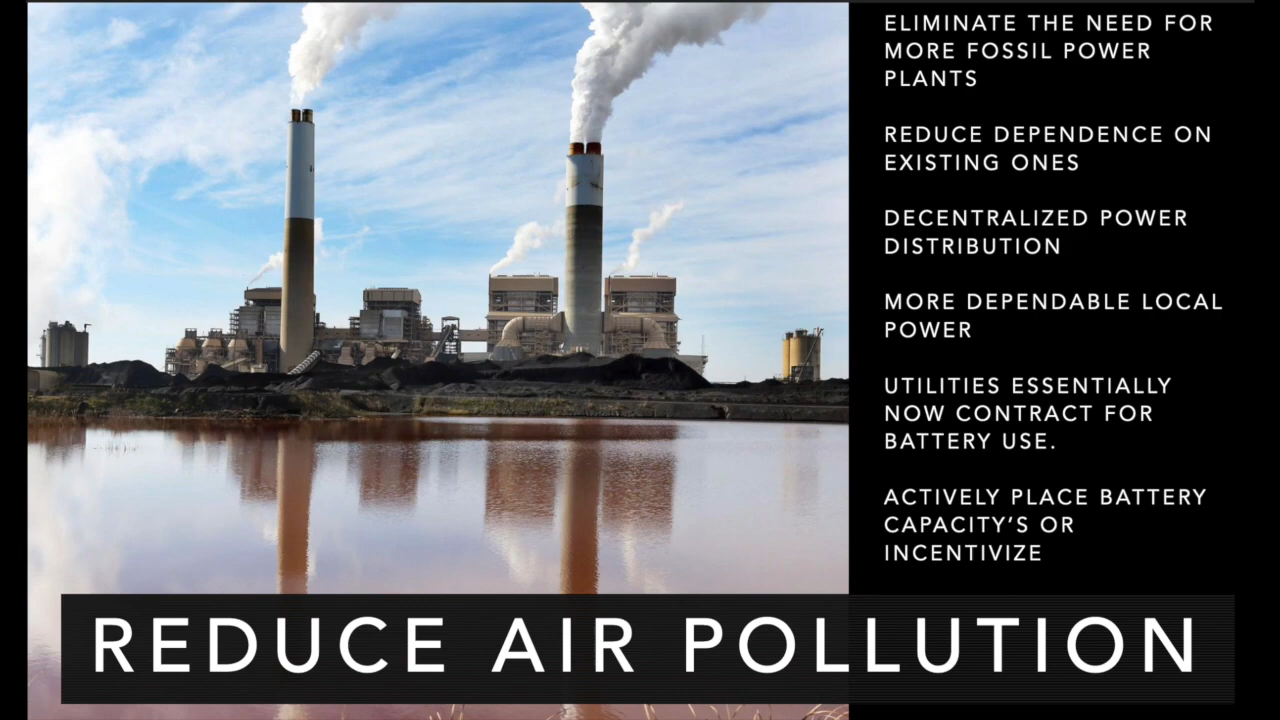 ELIMINATE THE NEED FOR
MORE FOSSIL POWER
PLANTS
REDUCE DEPENDENCE ON
EXISTING ONES
DECENTRALIZED POWER
DISTRIBUTION
MORE DEPENDABLE LOCAL
POWER
UTILITIES ESSENTIALLY
NOW CONTRACT FOR
BATTERY USE.
ACTIVELY PLACE BATTERY
CAPACITY’S OR
INCENTIVIZE
REDUCE AIR POLLUTION